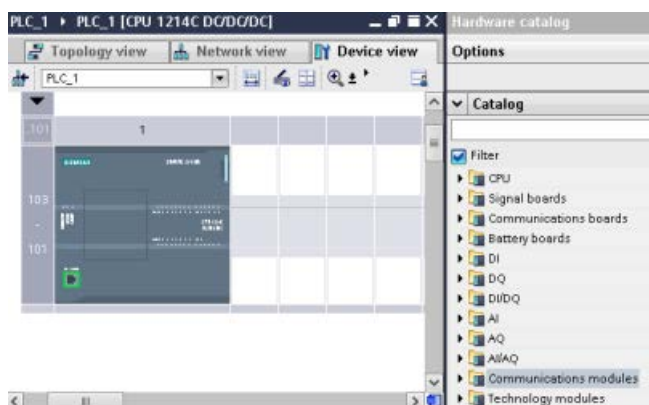 PLC_1 ▸ PLC_1 [CPU 1214C DC/DC/DC]
Topology view
Network view
Device view
PLC_1
101
1
103
-
101
SIEMENS
Hardware catalog
Options
Catalog
Filter
CPU
Signal boards
Communications boards
Battery boards
DI
DQ
DI/DQ
AI
AQ
AI/AQ
Communications modules
Technology modules